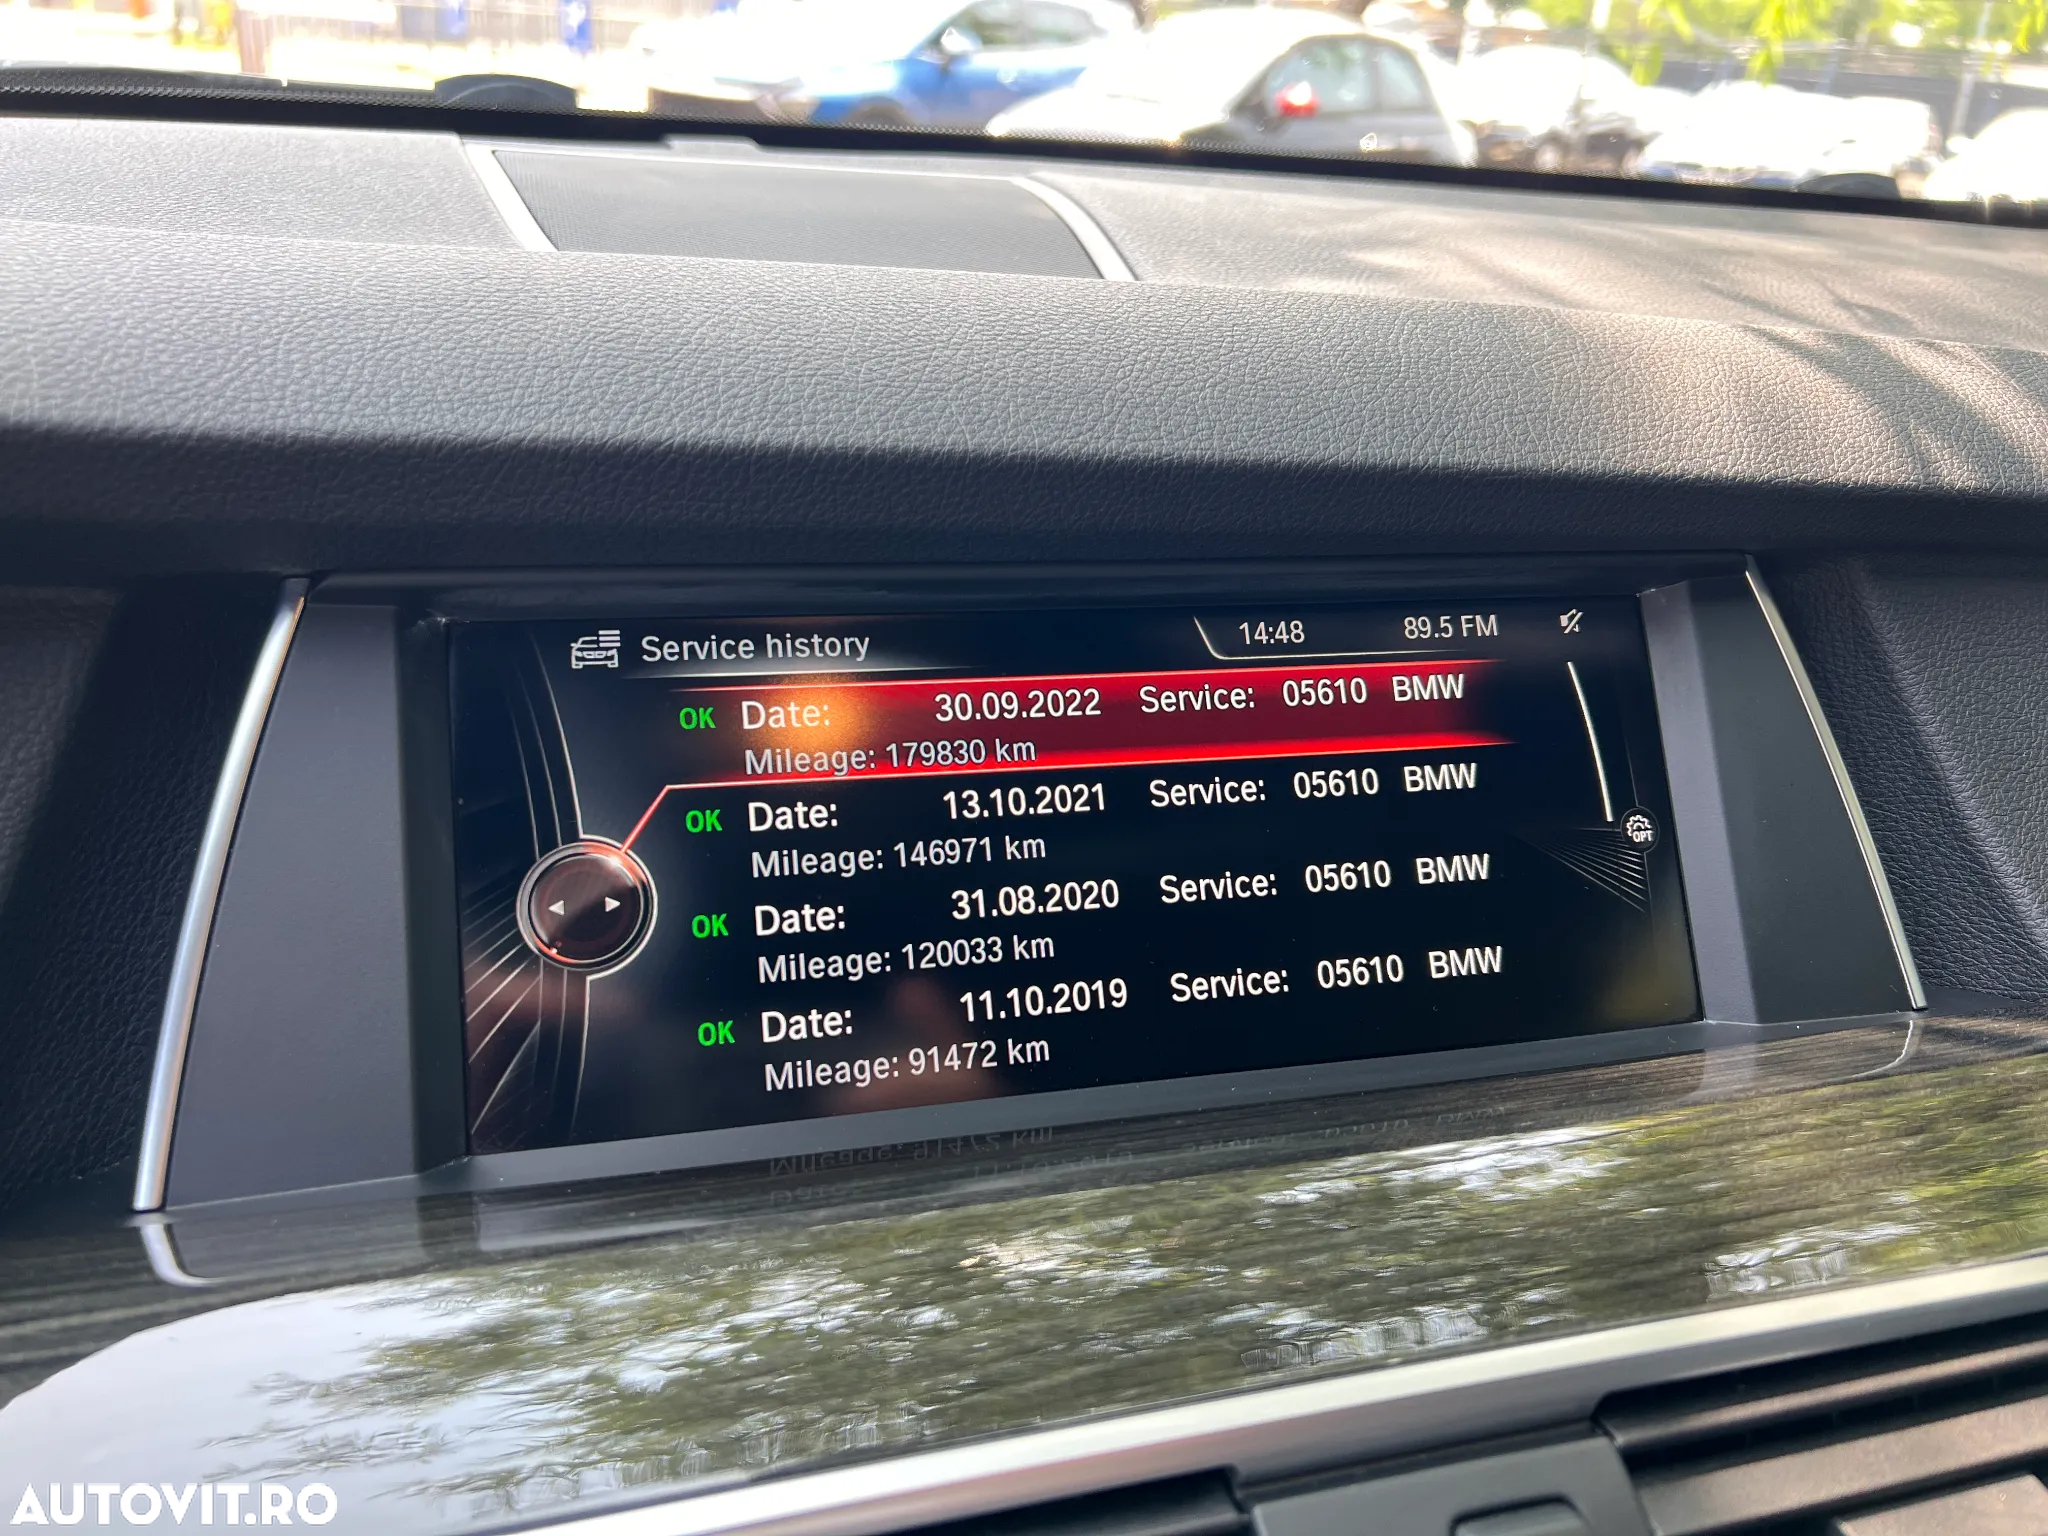 Service history
14:48
89.5 FM
OK Date: 30.09.2022 Service: 05610 BMW
Mileage: 179830 km
OK Date: 13.10.2021 Service: 05610 BMW
Mileage: 146971 km
OK Date: 31.08.2020 Service: 05610 BMW
Mileage: 120033 km
OK Date: 11.10.2019 Service: 05610 BMW
Mileage: 91472 km
OPT
AUTOVIT.RO